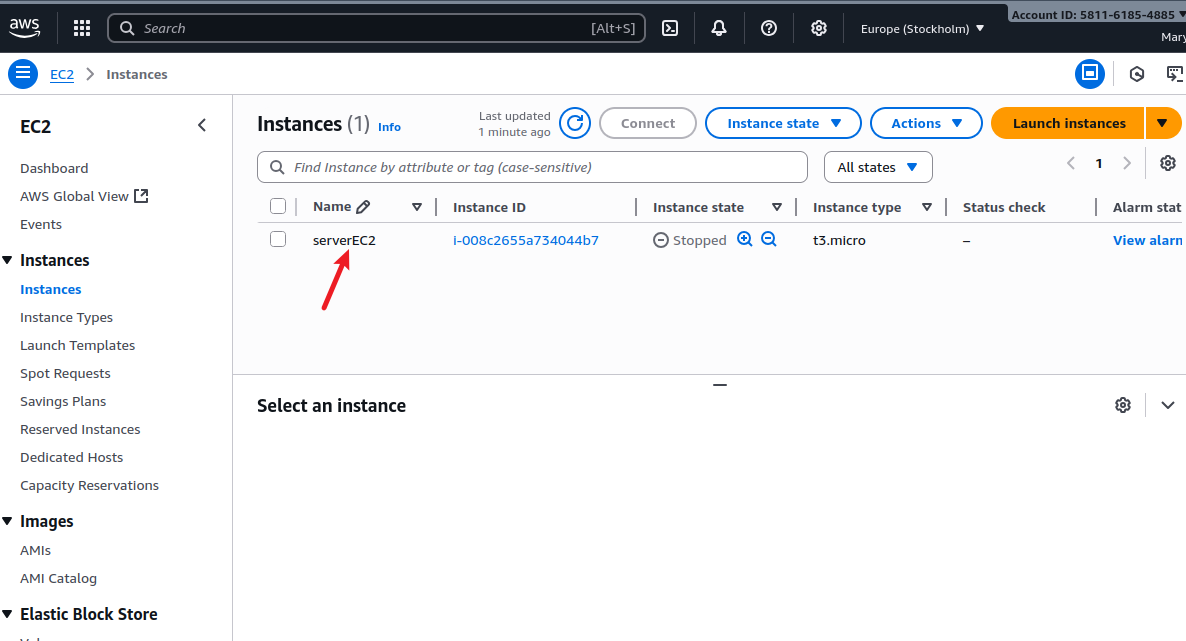 Account ID: 5811-6185-4885
aws
Search [Alt+S]
Europe (Stockholm)
Mary
EC2 Instances
EC2
Dashboard
AWS Global View
Events
Instances
Instances
Instance Types
Launch Templates
Spot Requests
Savings Plans
Reserved Instances
Dedicated Hosts
Capacity Reservations
Images
AMIs
AMI Catalog
Elastic Block Store
Instances (1) Info
Last updated
1 minute ago
Connect
Instance state
Actions
Launch instances
Find Instance by attribute or tag (case-sensitive)
All states
1
Name Instance ID Instance state Instance type Status check Alarm stat
serverEC2 i-008c2655a734044b7 Stopped t3.micro – View alarm
Select an instance